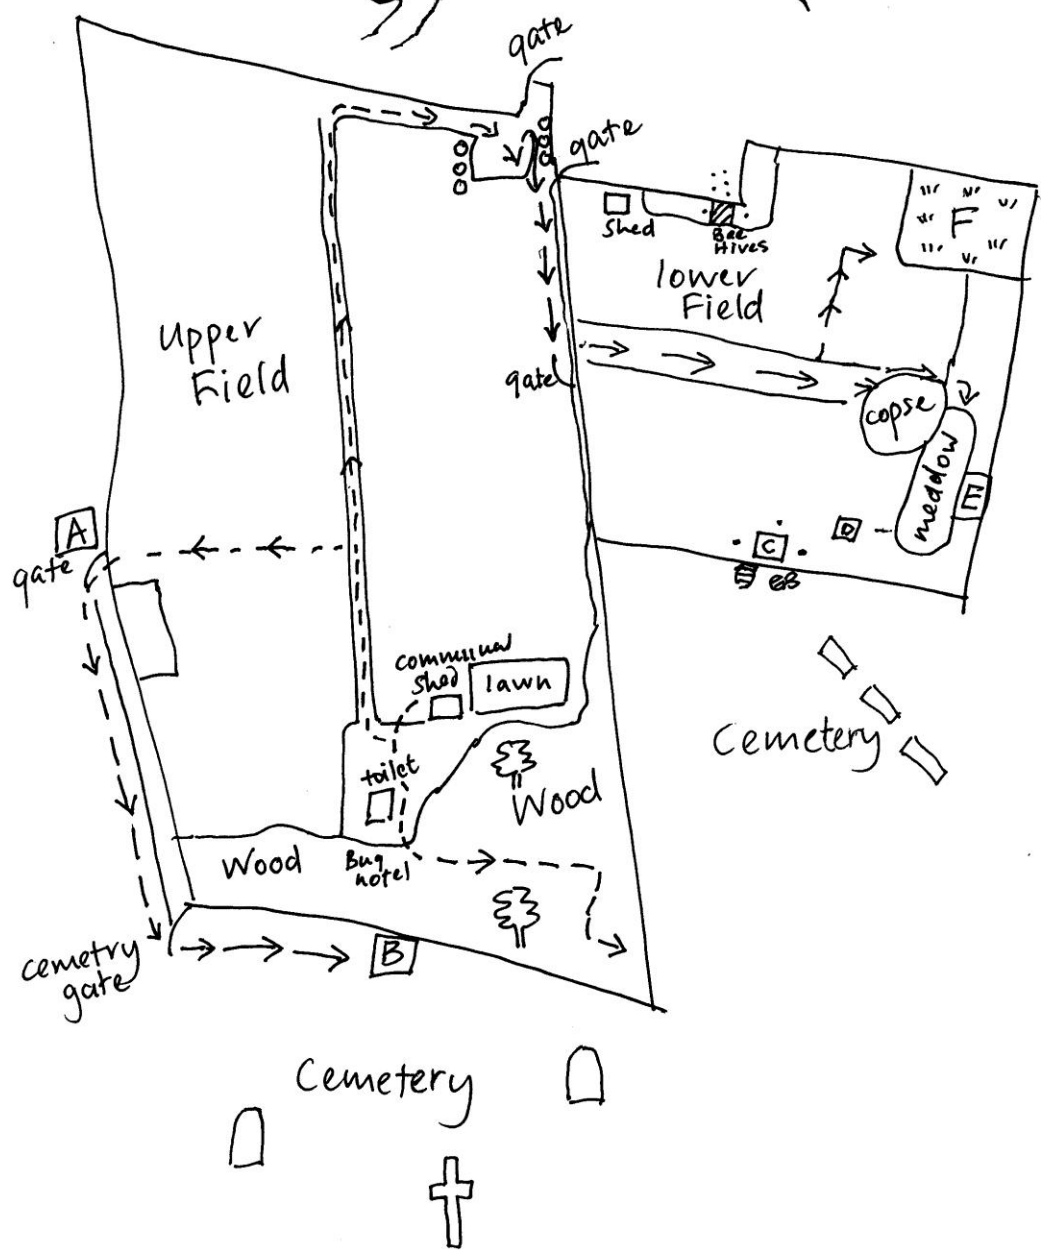 gate
gate
shed
Bee
Hives
F
lower
Field
Upper
Field
gate
copse
meadow
A
gate
C
D
E
communal
shed
lawn
cemetery
toilet
Wood
Wood
Bug
hotel
cemetry
gate
B
Cemetery